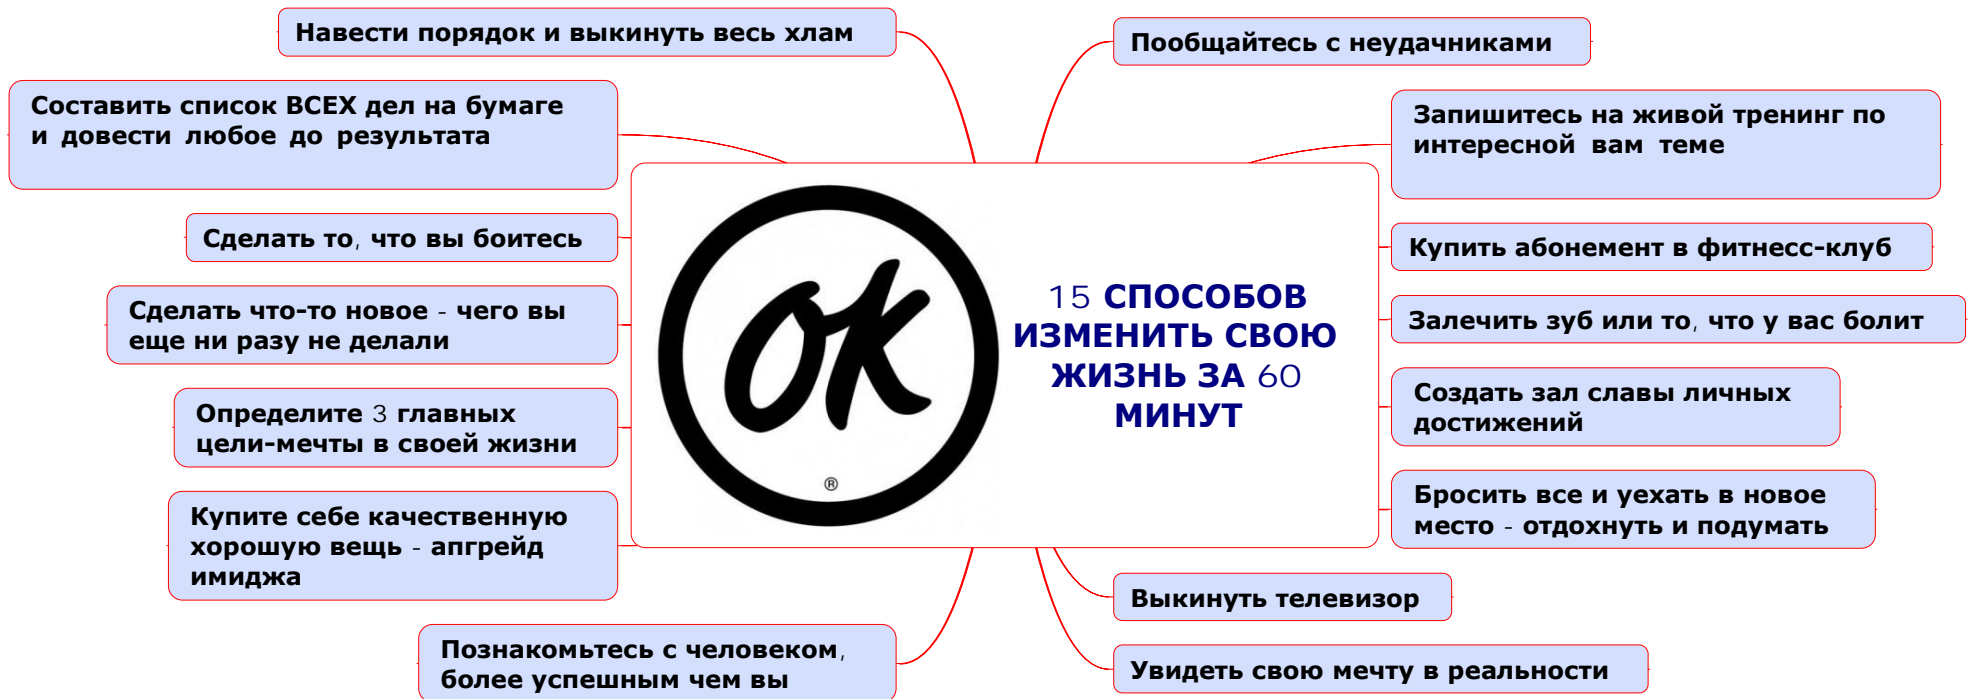 15 СПОСОБОВ
ИЗМЕНИТЬ СВОЮ
ЖИЗНЬ ЗА 60
МИНУТ
OK
®
Пообщайтесь с неудачниками
Запишитесь на живой тренинг по
интересной вам теме
Купить абонемент в фитнесс-клуб
Залечить зуб или то, что у вас болит
Создать зал славы личных
достижений
Бросить все и уехать в новое
место - отдохнуть и подумать
Выкинуть телевизор
Увидеть свою мечту в реальности
Навести порядок и выкинуть весь хлам
Составить список ВСЕХ дел на бумаге
и довести любое до результата
Сделать то, что вы боитесь
Сделать что-то новое - чего вы
еще ни разу не делали
Определите 3 главных
цели-мечты в своей жизни
Купите себе качественную
хорошую вещь - апгрейд
имиджа
Познакомьтесь с человеком,
более успешным чем вы